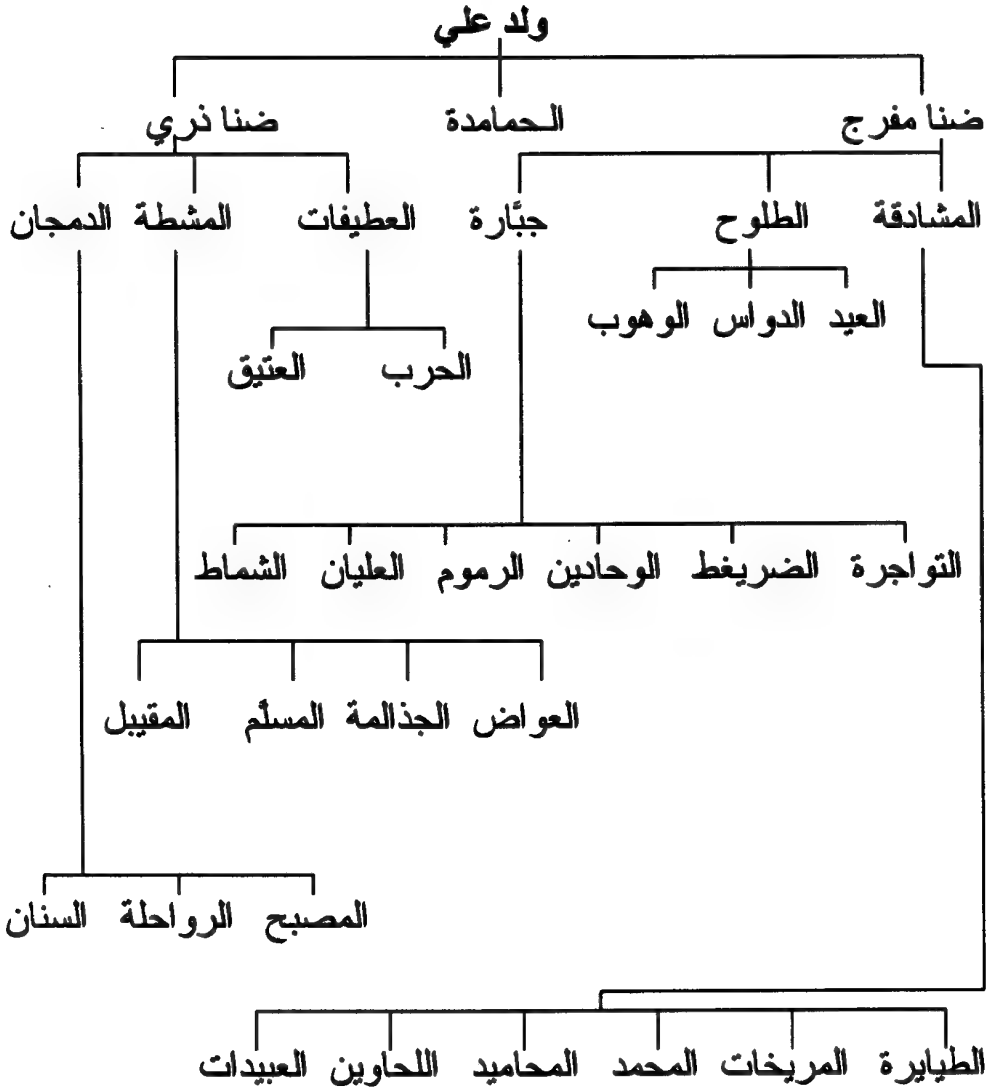 ولد علي
ضنا مفرج الحمامدة ضنا ذري
المشادقة الطلوح جبَّارة العطيفات المشطة الدمجان
العيد الدواس الوهوب
الحرب العتيق
التواجرة الضريغط الوحادين الرموم العليان الشماط
العواض الجذالمة المسلَّم المقيبل
المصبح الرواحلة السنان
الطيايرة المريخات المحمد المحاميد اللحاوين العبيدات